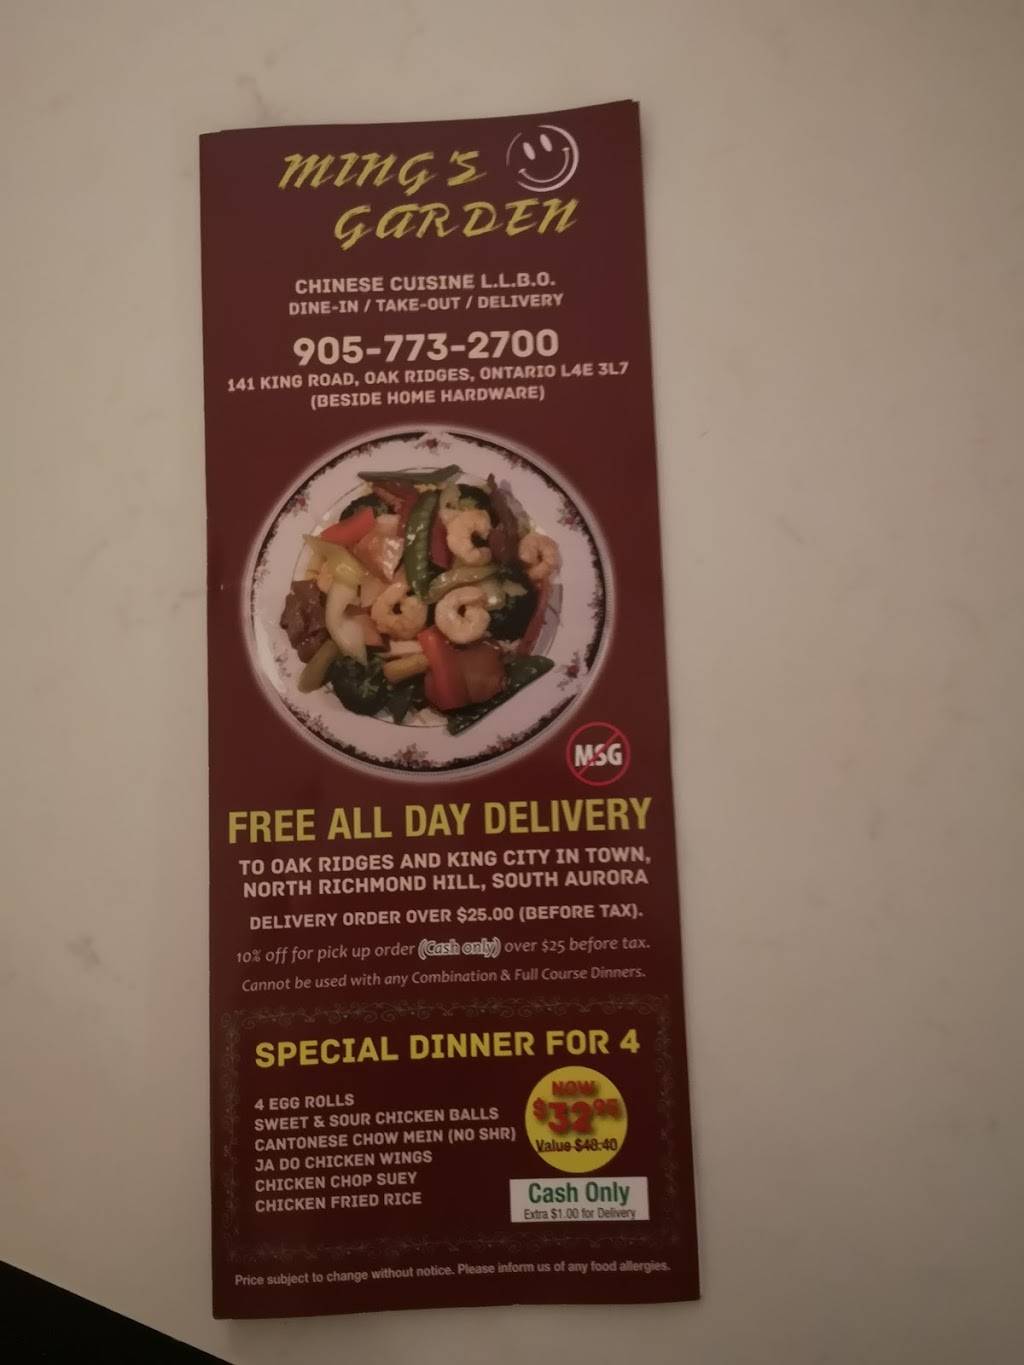 MING'S
GARDEN
CHINESE CUISINE L.L.B.O.
DINE-IN / TAKE-OUT / DELIVERY
905-773-2700
141 KING ROAD, OAK RIDGES, ONTARIO L4E 3L7
(BESIDE HOME HARDWARE)
MSG
FREE ALL DAY DELIVERY
TO OAK RIDGES AND KING CITY IN TOWN,
NORTH RICHMOND HILL, SOUTH AURORA
DELIVERY ORDER OVER $25.00 (BEFORE TAX).
10% off for pick up order (Cash only) over $25 before tax.
Cannot be used with any Combination & Full Course Dinners.
SPECIAL DINNER FOR 4
4 EGG ROLLS
SWEET & SOUR CHICKEN BALLS
CANTONESE CHOW MEIN (NO SHR)
JA DO CHICKEN WINGS
CHICKEN CHOP SUEY
CHICKEN FRIED RICE
NOW
$32.95
Value $48.40
Cash Only
Extra $1.00 for Delivery
Price subject to change without notice. Please inform us of any food allergies.